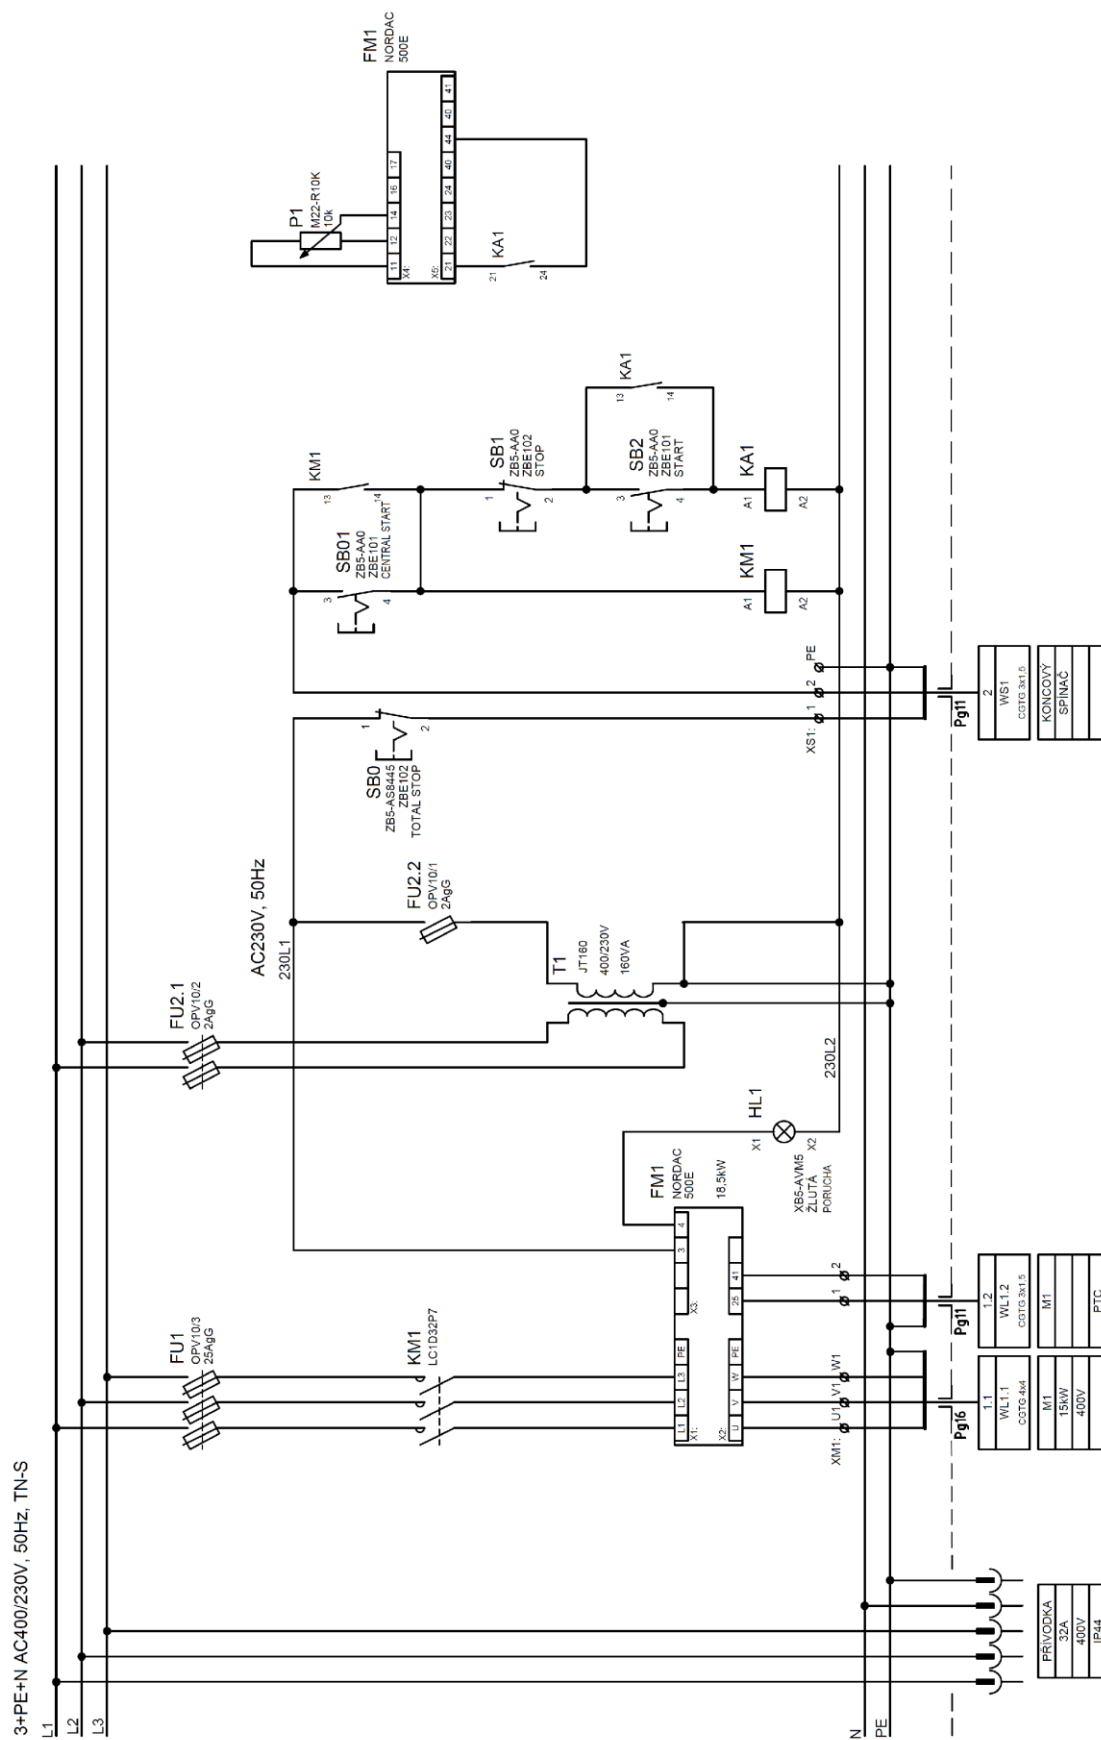 3+PE+N AC400/230V, 50Hz, TN-S
L1
L2
L3
N
PE
PŘÍVODKA
32A
400V
IP44
FU1
OPV10/3
25AgG
KM1
LC1D32P7
FM1
NORDAC
500E
18,5kW
L1
L2
L3
PE
X1:
X2:
U
V
W
PE
X3:
3
4
25
41
XM1:
U1
V1
W1
1
2
Pg16
1.1
WL1.1
CGTG 4x4
M1
15kW
400V
Pg11
1.2
WL1.2
CGTG 3x1,5
M1
PTC
HL1
X1
X2
XB5-AVM5
ŽLUTÁ
PORUCHA
FU2.1
OPV10/2
2AgG
AC230V, 50Hz
230L1
230L2
FU2.2
OPV10/1
2AgG
T1
JT160
400/230V
160VA
SB0
ZB5-AS8445
ZBE102
TOTAL STOP
1
2
XS1:
1
2
PE
Pg11
2
WS1
CGTG 3x1,5
KONCOVÝ
SPÍNAČ
SB01
ZB5-AA0
ZBE101
CENTRAL START
3
4
KM1
13
14
KM1
A1
A2
SB1
ZB5-AA0
ZBE102
STOP
1
2
SB2
ZB5-AA0
ZBE101
START
3
4
KA1
13
14
KA1
A1
A2
P1
M22-R10K
10k
FM1
NORDAC
500E
X4:
11
12
14
16
17
X5:
21
22
23
24
40
44
40
41
KA1
21
24